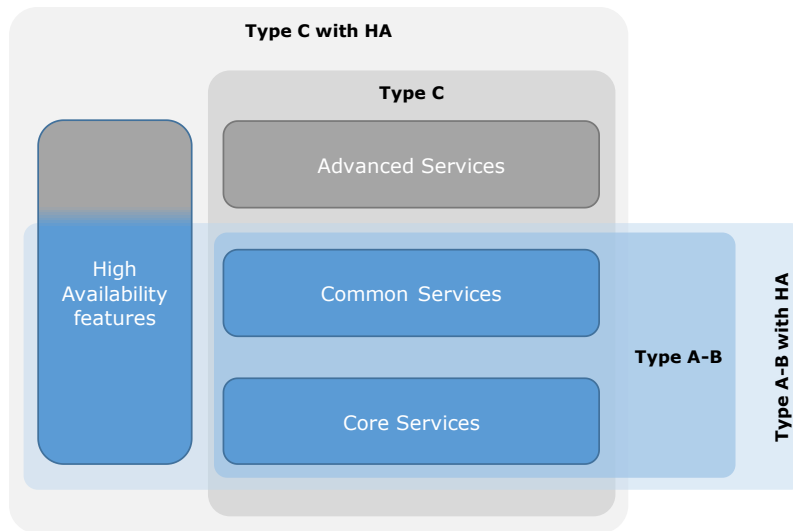 Type C with HA
Type C
Advanced Services
High
Availability
features
Common Services
Type A-B
Type A-B with HA
Core Services